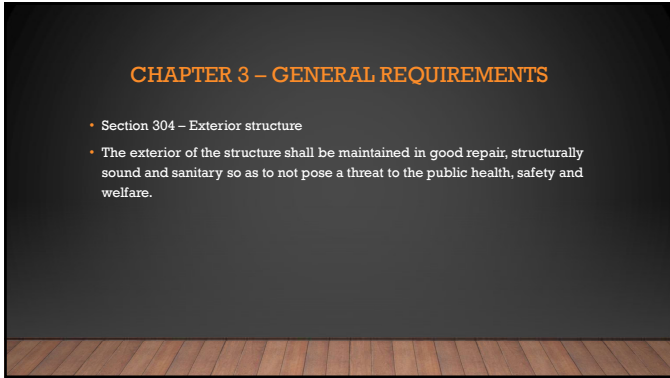 CHAPTER 3 – GENERAL REQUIREMENTS
• Section 304 – Exterior structure
• The exterior of the structure shall be maintained in good repair, structurally
sound and sanitary so as to not pose a threat to the public health, safety and
welfare.